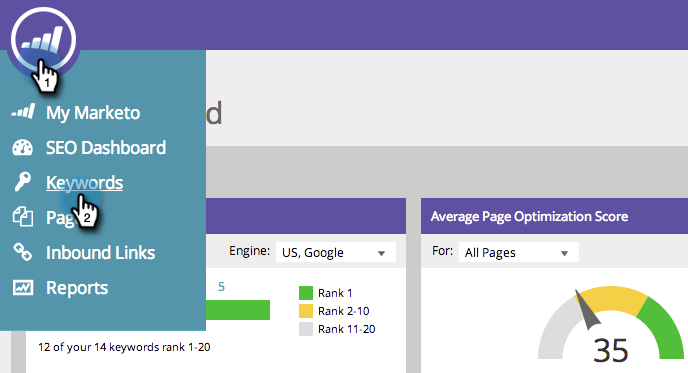 1
My Marketo
d
SEO Dashboard
Keywords
2
Inbound Links
Reports
Average Page Optimization Score
Engine: US, Google
For: All Pages
5
Rank 1
Rank 2-10
Rank 11-20
12 of your 14 keywords rank 1-20
35